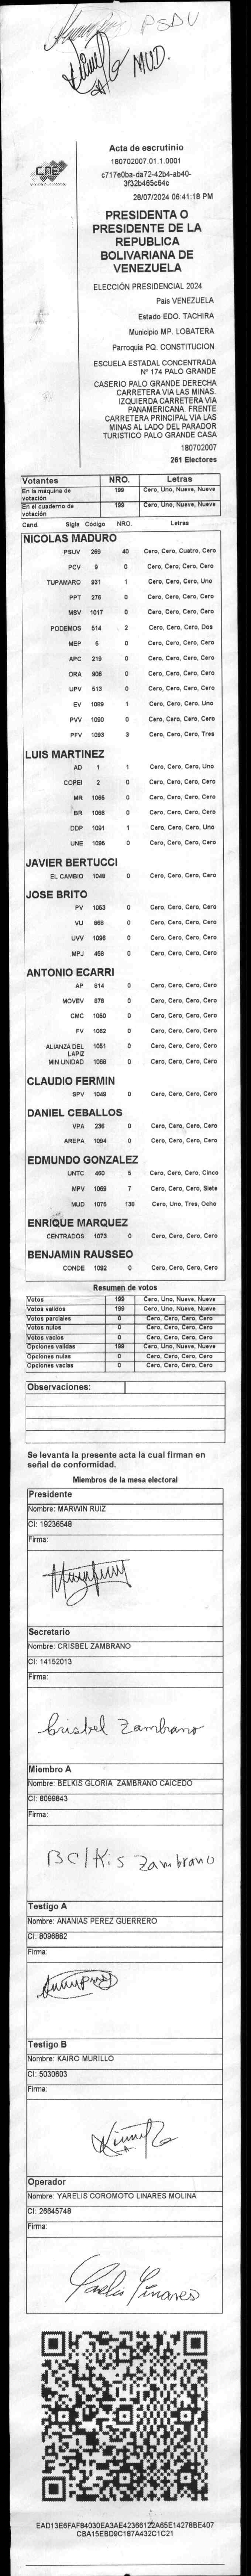 PSDV
MUD.
CNE
Acta de escrutinio
180702007.01.1.0001
c717e0ba-da72-42b4-ab40-
3f32b465c64c
28/07/2024 06:41:18 PM
PRESIDENTA O
PRESIDENTE DE LA
REPUBLICA
BOLIVARIANA DE
VENEZUELA
ELECCIÓN PRESIDENCIAL 2024
Pais VENEZUELA
Estado EDO. TACHIRA
Municipio MP. LOBATERA
Parroquia PQ. CONSTITUCION
ESCUELA ESTADAL CONCENTRADA
N° 174 PALO GRANDE
CASERIO PALO GRANDE DERECHA
CARRETERA VIA LAS MINAS.
IZQUIERDA CARRETERA VIA
PANAMERICANA. FRENTE
CARRETERA PRINCIPAL VIA LAS
MINAS AL LADO DEL PARADOR
TURISTICO PALO GRANDE CASA
180702007
261 Electores
Votantes NRO. Letras
En la máquina de votación 199 Cero, Uno, Nueve, Nueve
En el cuaderno de votación 199 Cero, Uno, Nueve, Nueve
Cand. Sigla Código NRO. Letras
NICOLAS MADURO
PSUV 269 40 Cero, Cero, Cuatro, Cero
PCV 9 0 Cero, Cero, Cero, Cero
TUPAMARO 931 1 Cero, Cero, Cero, Uno
PPT 276 0 Cero, Cero, Cero, Cero
MSV 1017 0 Cero, Cero, Cero, Cero
PODEMOS 514 2 Cero, Cero, Cero, Dos
MEP 6 0 Cero, Cero, Cero, Cero
APC 219 0 Cero, Cero, Cero, Cero
ORA 906 0 Cero, Cero, Cero, Cero
UPV 513 0 Cero, Cero, Cero, Cero
EV 1089 1 Cero, Cero, Cero, Uno
PVV 1090 0 Cero, Cero, Cero, Cero
PFV 1093 3 Cero, Cero, Cero, Tres
LUIS MARTINEZ
AD 1 1 Cero, Cero, Cero, Uno
COPEI 2 0 Cero, Cero, Cero, Cero
MR 1065 0 Cero, Cero, Cero, Cero
BR 1066 0 Cero, Cero, Cero, Cero
DDP 1091 1 Cero, Cero, Cero, Uno
UNE 1095 0 Cero, Cero, Cero, Cero
JAVIER BERTUCCI
EL CAMBIO 1048 0 Cero, Cero, Cero, Cero
JOSE BRITO
PV 1053 0 Cero, Cero, Cero, Cero
VU 868 0 Cero, Cero, Cero, Cero
UVV 1096 0 Cero, Cero, Cero, Cero
MPJ 458 0 Cero, Cero, Cero, Cero
ANTONIO ECARRI
AP 814 0 Cero, Cero, Cero, Cero
MOVEV 878 0 Cero, Cero, Cero, Cero
CMC 1050 0 Cero, Cero, Cero, Cero
FV 1062 0 Cero, Cero, Cero, Cero
ALIANZA DEL LAPIZ 1051 0 Cero, Cero, Cero, Cero
MIN UNIDAD 1068 0 Cero, Cero, Cero, Cero
CLAUDIO FERMIN
SPV 1049 0 Cero, Cero, Cero, Cero
DANIEL CEBALLOS
VPA 236 0 Cero, Cero, Cero, Cero
AREPA 1094 0 Cero, Cero, Cero, Cero
EDMUNDO GONZALEZ
UNTC 460 5 Cero, Cero, Cero, Cinco
MPV 1069 7 Cero, Cero, Cero, Siete
MUD 1075 138 Cero, Uno, Tres, Ocho
ENRIQUE MARQUEZ
CENTRADOS 1073 0 Cero, Cero, Cero, Cero
BENJAMIN RAUSSEO
CONDE 1092 0 Cero, Cero, Cero, Cero
Resumen de votos
Votos 199 Cero, Uno, Nueve, Nueve
Votos validos 199 Cero, Uno, Nueve, Nueve
Votos parciales 0 Cero, Cero, Cero, Cero
Votos nulos 0 Cero, Cero, Cero, Cero
Votos vacios 0 Cero, Cero, Cero, Cero
Opciones validas 199 Cero, Uno, Nueve, Nueve
Opciones nulas 0 Cero, Cero, Cero, Cero
Opciones vacias 0 Cero, Cero, Cero, Cero
Observaciones:
Se levanta la presente acta la cual firman en
señal de conformidad.
Miembros de la mesa electoral
Presidente
Nombre: MARWIN RUIZ
CI: 19236548
Firma:
Secretario
Nombre: CRISBEL ZAMBRANO
CI: 14152013
Firma:
Crisbel Zambrano
Miembro A
Nombre: BELKIS GLORIA ZAMBRANO CAICEDO
CI: 8099843
Firma:
BelKis Zambrano
Testigo A
Nombre: ANANIAS PEREZ GUERRERO
CI: 8096882
Firma:
Testigo B
Nombre: KAIRO MURILLO
CI: 5030603
Firma:
Operador
Nombre: YARELIS COROMOTO LINARES MOLINA
CI: 26645748
Firma:
Yarelis Linares
EAD13E6FAF84030EA3AE42366122A65E14278BE407
CBA15EBD9C187A432C1C21